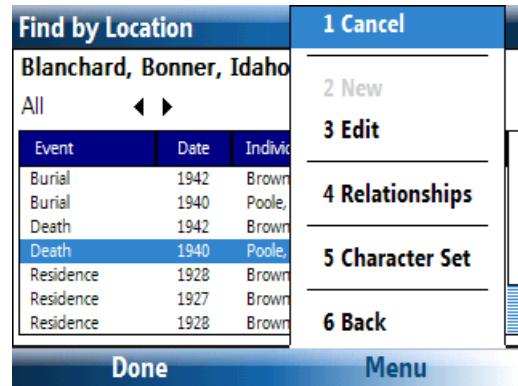 Find by Location
Blanchard, Bonner, Idaho
All
Event Date Individ
Burial 1942 Brown
Burial 1940 Poole,
Death 1942 Brown
Death 1940 Poole,
Residence 1928 Brown
Residence 1927 Brown
Residence 1928 Brown
1 Cancel
2 New
3 Edit
4 Relationships
5 Character Set
6 Back
Done Menu